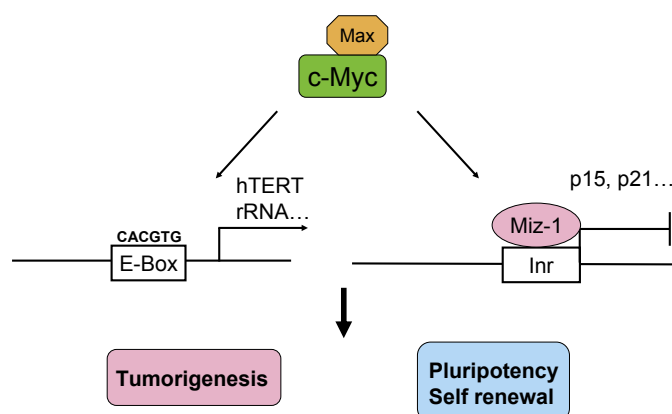 Max
c-Myc
hTERT
rRNA…
p15, p21…
CACGTG
E-Box
Miz-1
Inr
Tumorigenesis
Pluripotency
Self renewal